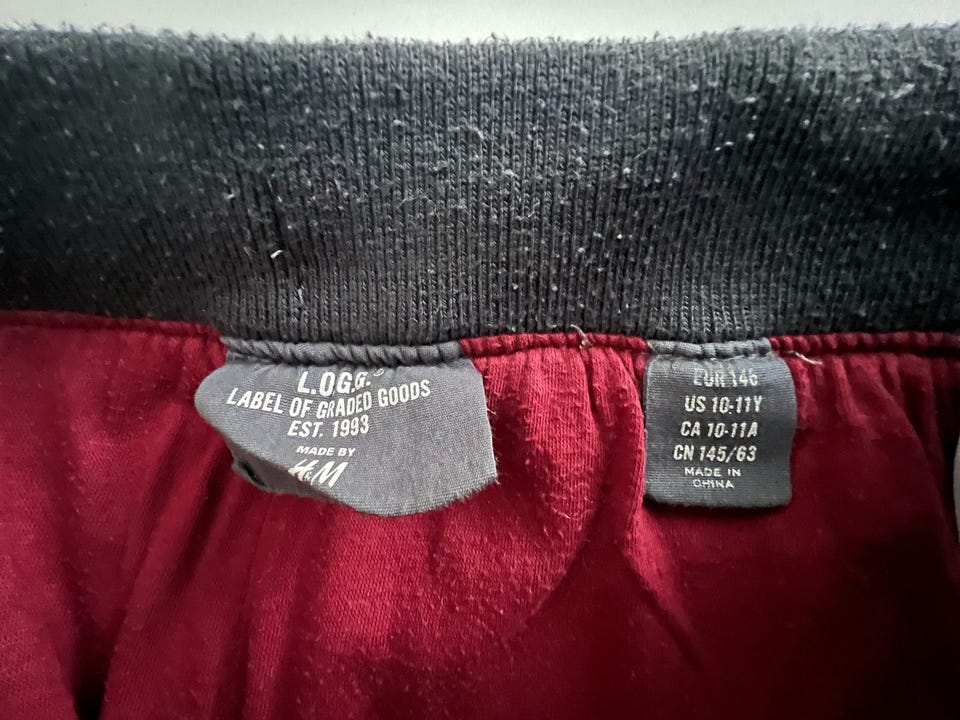 L.O.G.G.®
LABEL OF GRADED GOODS
EST. 1993
MADE BY
H&M
EUR 146
US 10-11Y
CA 10-11A
CN 145/63
MADE IN
CHINA